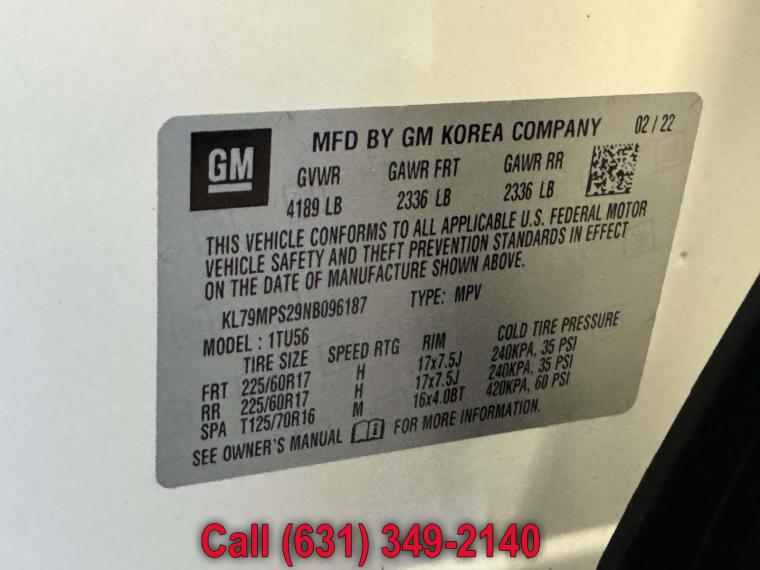 GM
MFD BY GM KOREA COMPANY 02/22
GVWR GAWR FRT GAWR RR
4189 LB 2336 LB 2336 LB
THIS VEHICLE CONFORMS TO ALL APPLICABLE U.S. FEDERAL MOTOR
VEHICLE SAFETY AND THEFT PREVENTION STANDARDS IN EFFECT
ON THE DATE OF MANUFACTURE SHOWN ABOVE.
KL79MPS29NB096187 TYPE: MPV
MODEL : 1TU56
TIRE SIZE SPEED RTG RIM COLD TIRE PRESSURE
FRT 225/60R17 H 17x7.5J 240KPA, 35 PSI
RR 225/60R17 H 17x7.5J 240KPA, 35 PSI
SPA T125/70R16 M 16x4.0BT 420KPA, 60 PSI
SEE OWNER'S MANUAL FOR MORE INFORMATION.
Call (631) 349-2140